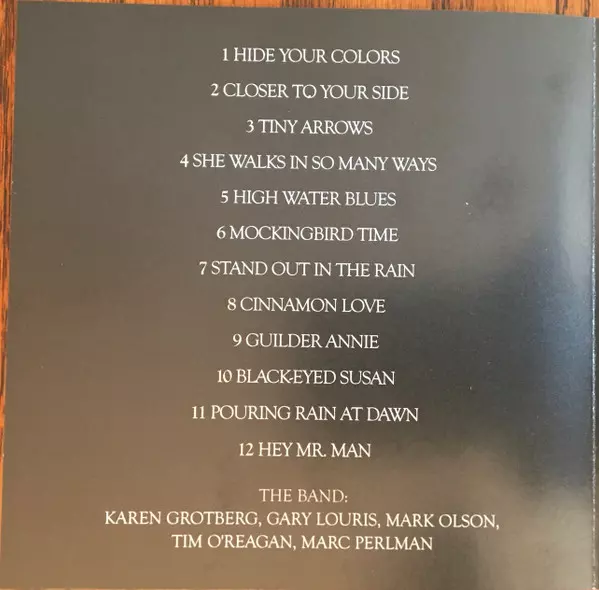 1 HIDE YOUR COLORS
2 CLOSER TO YOUR SIDE
3 TINY ARROWS
4 SHE WALKS IN SO MANY WAYS
5 HIGH WATER BLUES
6 MOCKINGBIRD TIME
7 STAND OUT IN THE RAIN
8 CINNAMON LOVE
9 GUILDER ANNIE
10 BLACK-EYED SUSAN
11 POURING RAIN AT DAWN
12 HEY MR. MAN
THE BAND:
KAREN GROTBERG, GARY LOURIS, MARK OLSON,
TIM O'REAGAN, MARC PERLMAN